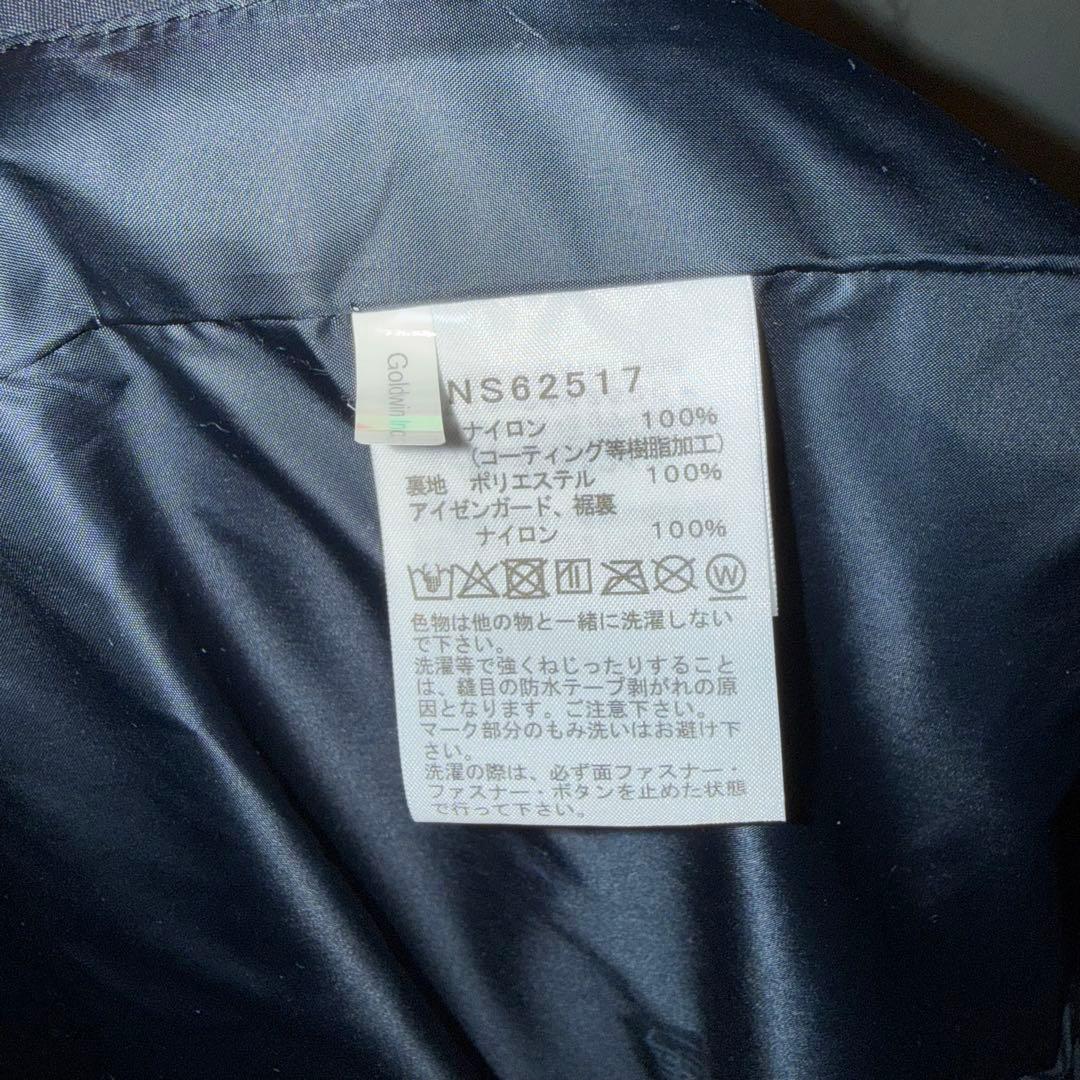 Goldwin Inc.
NS62517
ナイロン 100%
(コーティング等樹脂加工)
裏地 ポリエステル 100%
アイゼンガード、裾裏
ナイロン 100%
W
色物は他の物と一緒に洗濯しない
で下さい。
洗濯等で強くねじったりすること
は、縫目の防水テープ剥がれの原
因となります。ご注意下さい。
マーク部分のもみ洗いはお避け下
さい。
洗濯の際は、必ず面ファスナー・
ファスナー・ボタンを止めた状態
で行って下さい。